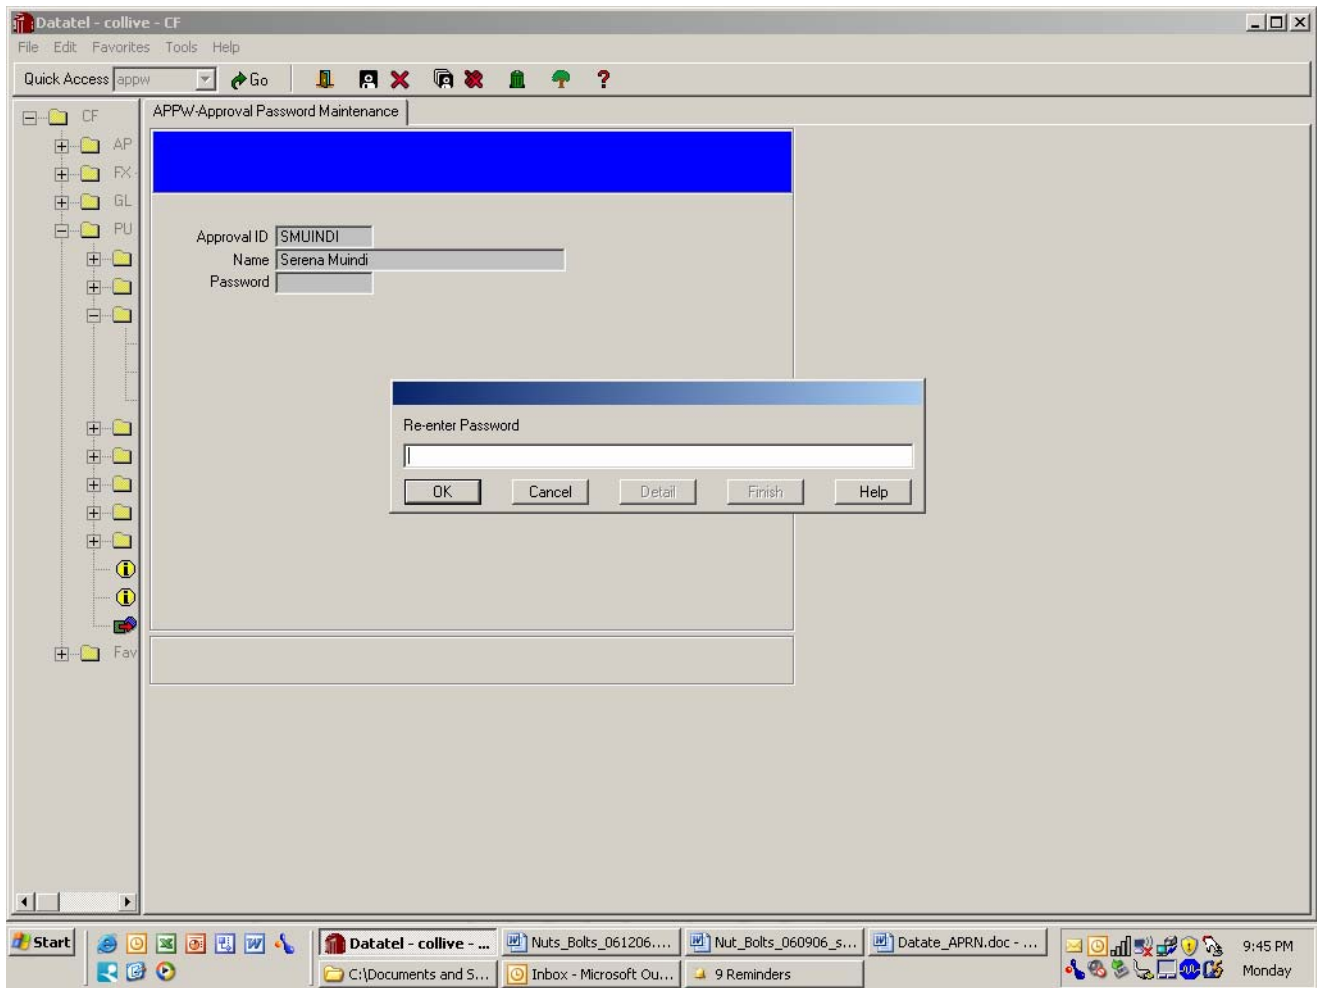 Datatel - collive - CF
File Edit Favorites Tools Help
Quick Access appw Go ?
APPW-Approval Password Maintenance
CF
AP
FX -
GL
PU
Fav
Approval ID SMUINDI
Name Serena Muindi
Password
Re-enter Password
OK Cancel Detail Finish Help
Start Datatel - collive - ... Nuts_Bolts_061206.... Nut_Bolts_060906_s... Datate_APRN.doc - ... 9:45 PM
C:\Documents and S... Inbox - Microsoft Ou... 9 Reminders Monday